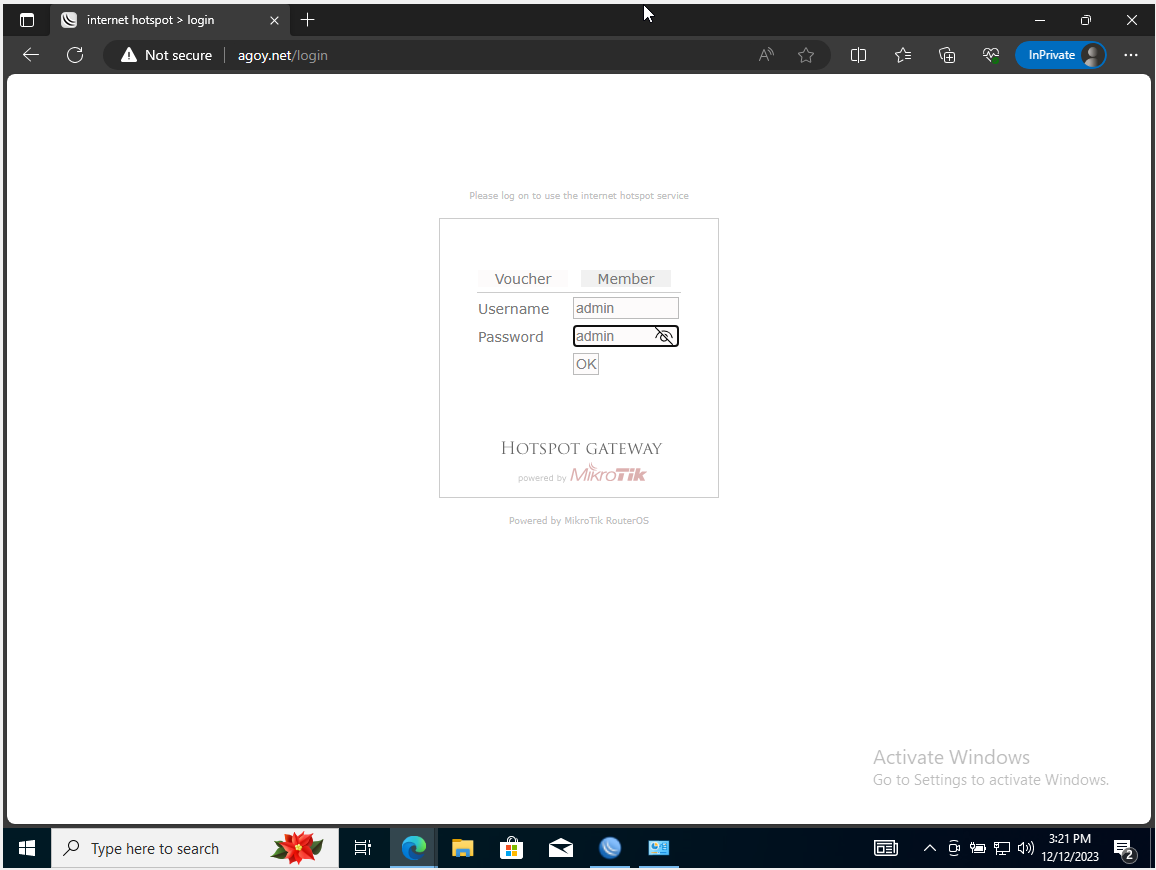 internet hotspot > login
Not secure
agoy.net/login
InPrivate
Please log on to use the internet hotspot service
Voucher Member
Username admin
Password admin
OK
HOTSPOT GATEWAY
powered by MikroTik
Powered by MikroTik RouterOS
Activate Windows
Go to Settings to activate Windows.
Type here to search
3:21 PM
12/12/2023
2